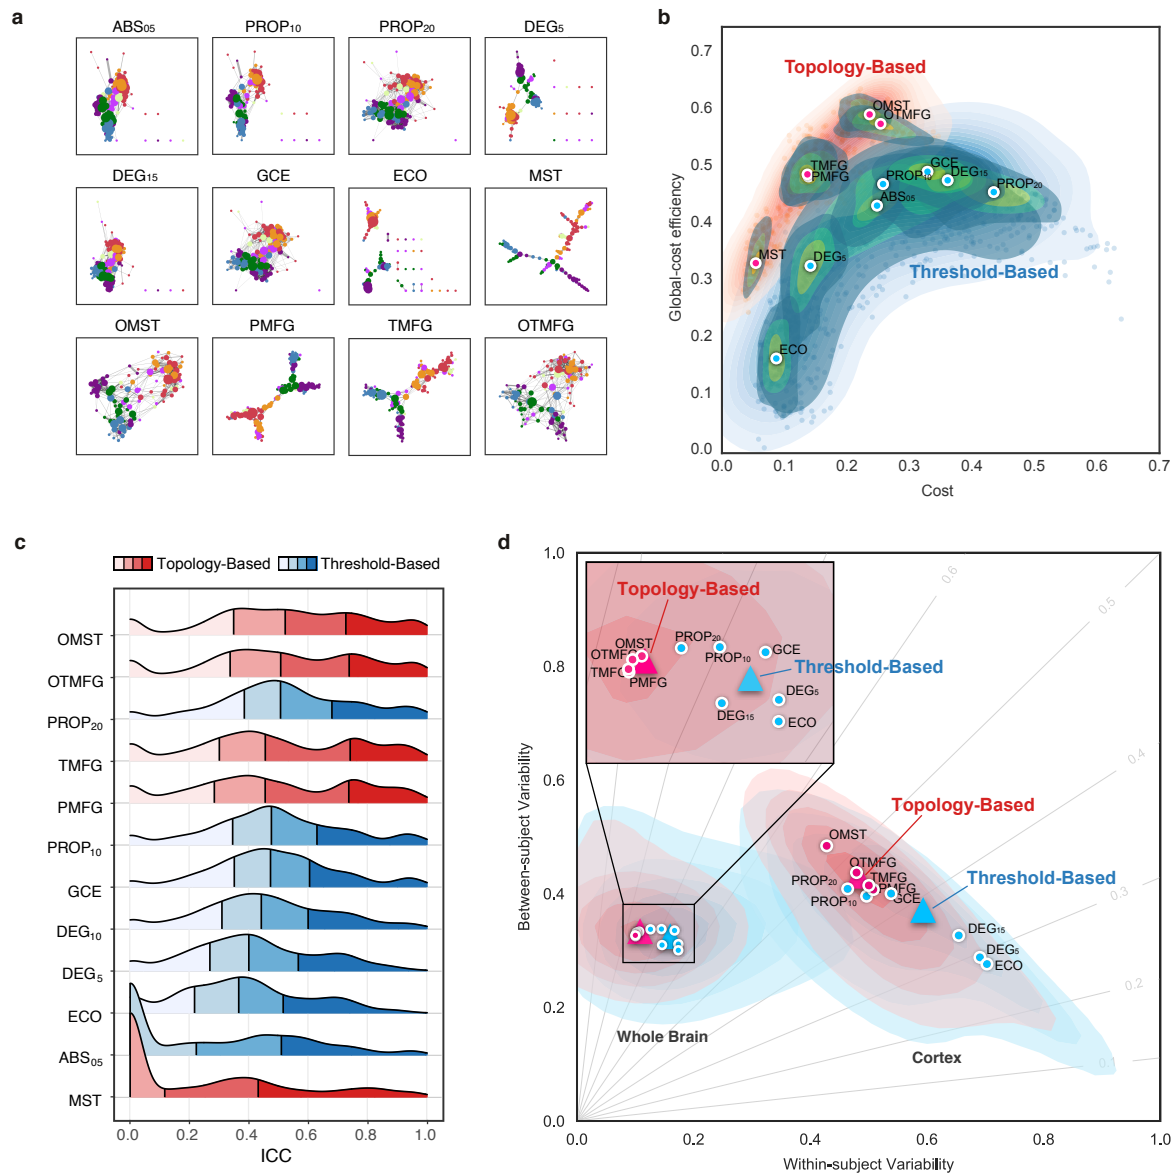 a
ABS05 PROP10 PROP20 DEG5
DEG15 GCE ECO MST
OMST PMFG TMFG OTMFG
b
0.7
0.6
0.5
0.4
0.3
0.2
0.1
0.0
Global-cost efficiency
Topology-Based
OMST
OTMFG
TMFG
PMFG
GCE
PROP10
DEG15
PROP20
ABS05
MST
DEG5
Threshold-Based
ECO
0.0 0.1 0.2 0.3 0.4 0.5 0.6 0.7
Cost
c
Topology-Based Threshold-Based
OMST
OTMFG
PROP20
TMFG
PMFG
PROP10
GCE
DEG10
DEG5
ECO
ABS05
MST
0.0 0.2 0.4 0.6 0.8 1.0
ICC
d
1.0
0.8
0.6
0.4
0.2
0.0
Between-subject Variability
Topology-Based
OMST
PROP20
OTMFG
PROP10
GCE
TMFG
PMFG
Threshold-Based
DEG5
DEG15
ECO
0.6
0.5
0.4
0.3
0.2
0.1
Topology-Based
OMST
OTMFG
PROP20
TMFG
PMFG
PROP10
GCE
Threshold-Based
DEG15
DEG5
ECO
Whole Brain
Cortex
0.0 0.2 0.4 0.6 0.8 1.0
Within-subject Variability